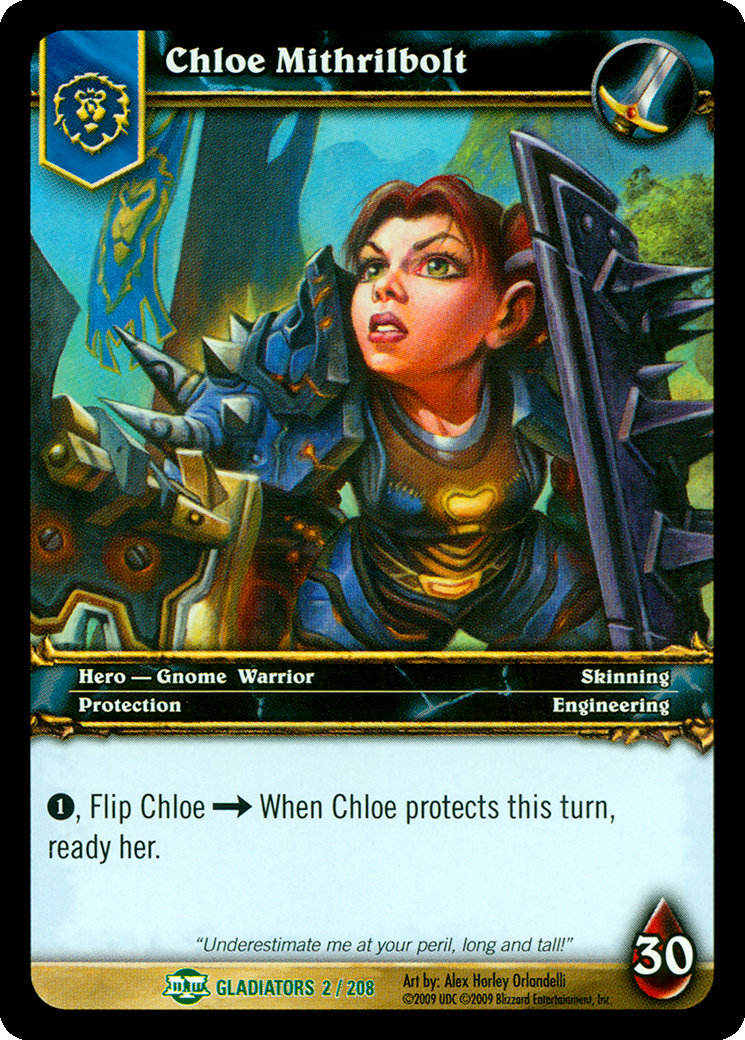 Chloe Mithrilbolt
Hero — Gnome Warrior
Skinning
Protection
Engineering
1, Flip Chloe → When Chloe protects this turn,
ready her.
"Underestimate me at your peril, long and tall!"
30
GLADIATORS 2 / 208
Art by: Alex Horley Orlandelli
©2009 UDC ©2009 Blizzard Entertainment, Inc.